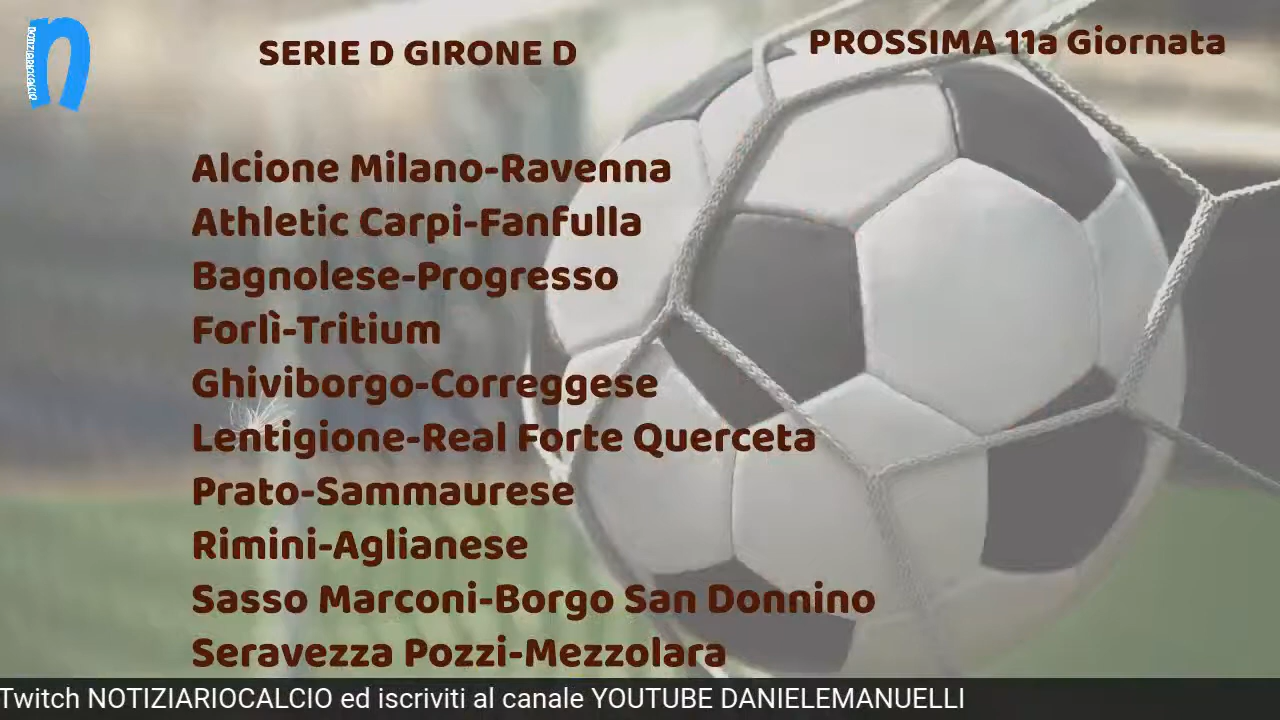 n
NOTIZIARIOCALCIO
SERIE D GIRONE D
PROSSIMA 11a Giornata
Alcione Milano-Ravenna
Athletic Carpi-Fanfulla
Bagnolese-Progresso
Forlì-Tritium
Ghiviborgo-Correggese
Lentigione-Real Forte Querceta
Prato-Sammaurese
Rimini-Aglianese
Sasso Marconi-Borgo San Donnino
Seravezza Pozzi-Mezzolara
Twitch NOTIZIARIOCALCIO ed iscriviti al canale YOUTUBE DANIELEMANUELLI